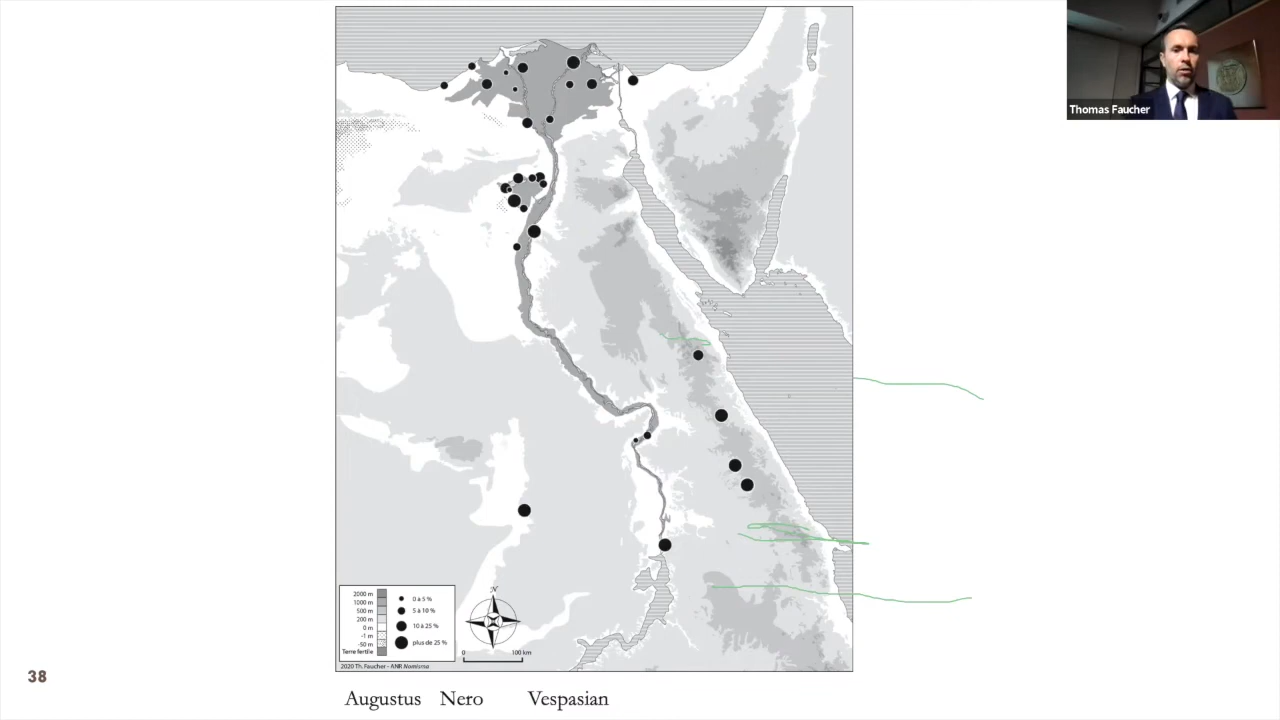 Thomas Faucher
N
2000 m
1000 m
500 m
200 m
0 m
-1 m
-50 m
Terre fertile
0 à 5 %
5 à 10 %
10 à 25 %
plus de 25 %
0 100 km
2020 Th. Faucher - ANR Nomisma
38
Augustus Nero Vespasian